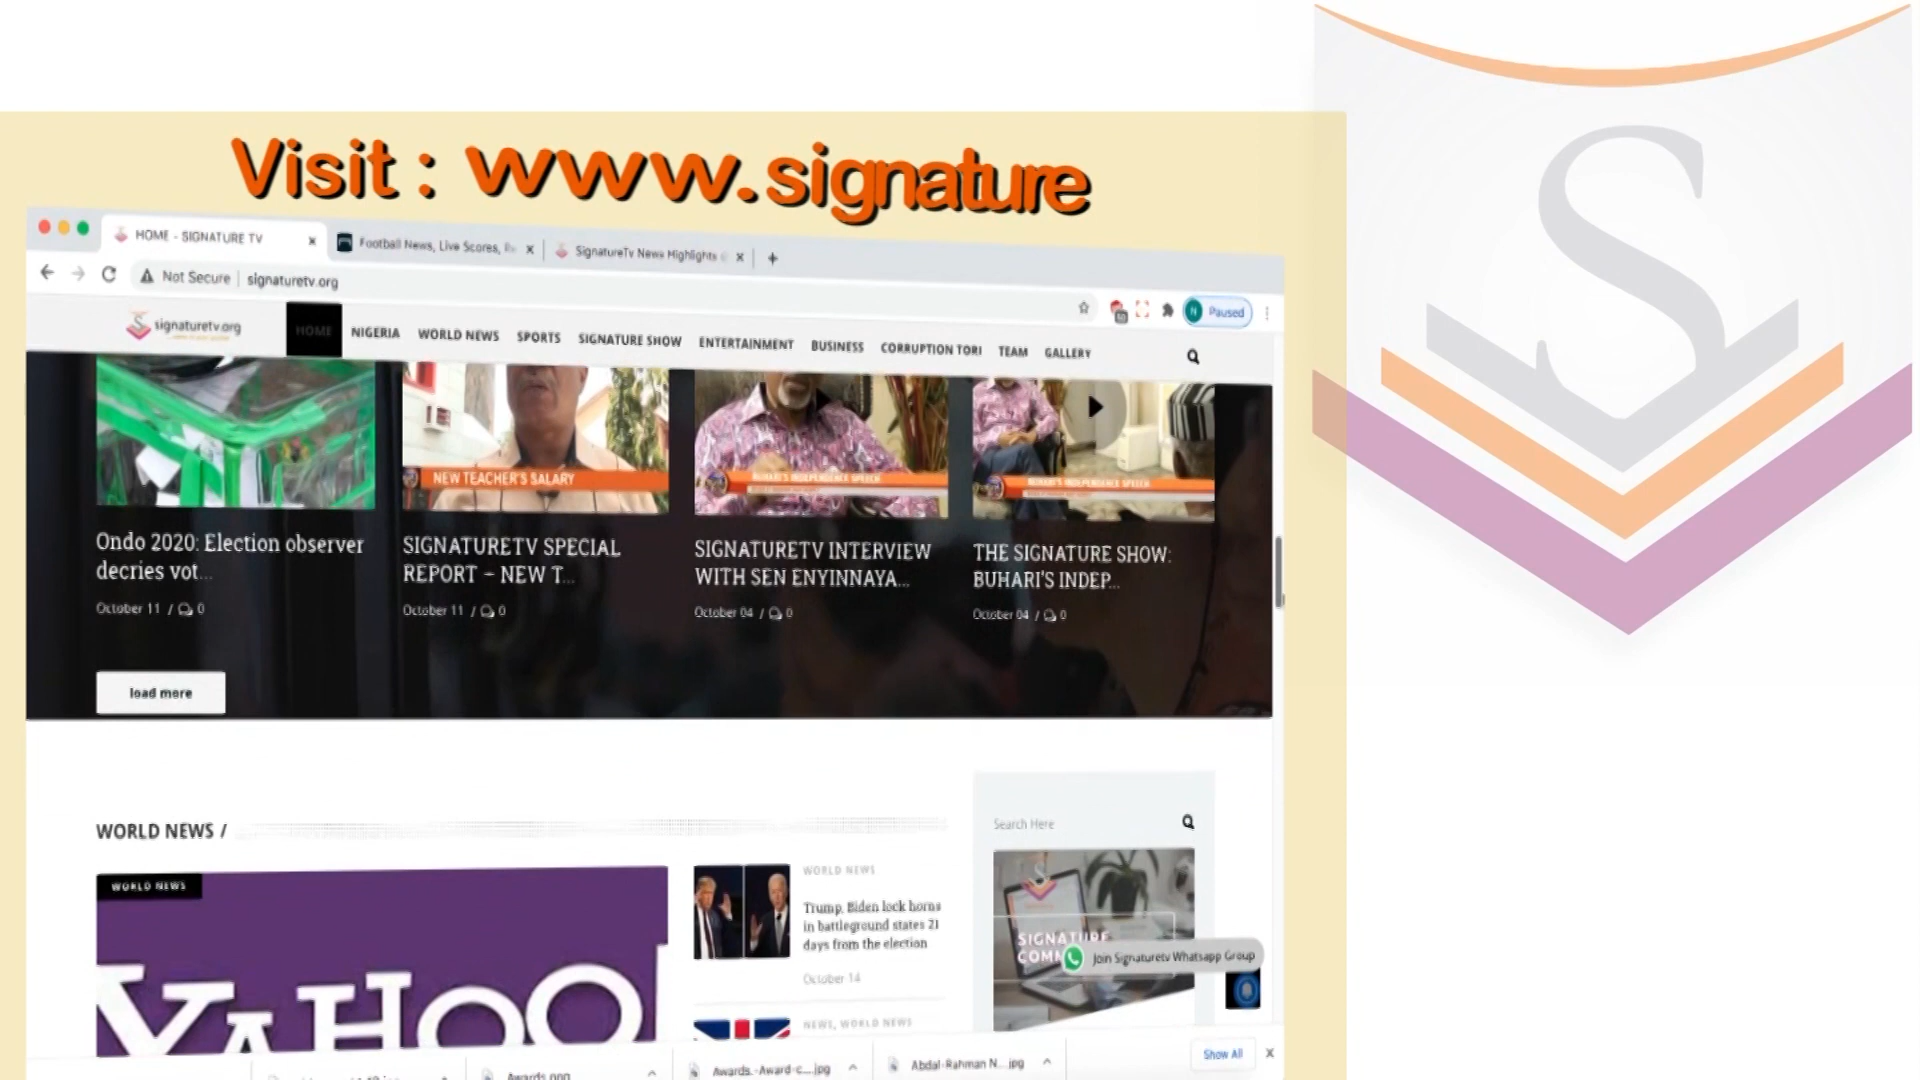 Visit : www.signature
HOME - SIGNATURE TV
Football News, Live Scores, Re
SignatureTv News Highlights
Not Secure | signaturetv.org
Paused
signaturetv.org
HOME NIGERIA WORLD NEWS SPORTS SIGNATURE SHOW ENTERTAINMENT BUSINESS CORRUPTION TORI TEAM GALLERY
S
NEW TEACHER'S SALARY
BUHARI'S INDEPENDENCE SPEECH
BUHARI'S INDEPENDENCE SPEECH
Ondo 2020: Election observer
decries vot...
October 11 / 0
SIGNATURETV SPECIAL
REPORT – NEW T...
October 11 / 0
SIGNATURETV INTERVIEW
WITH SEN ENYINNAYA...
October 04 / 0
THE SIGNATURE SHOW:
BUHARI'S INDEP...
October 04 / 0
load more
WORLD NEWS /
Search Here
WORLD NEWS
YAHOO
WORLD NEWS
Trump, Biden lock horns
in battleground states 21
days from the election
October 14
NEWS, WORLD NEWS
SIGNATURE
COMM
Join Signaturetv Whatsapp Group
Awards.png
Awards.-Award-c....jpg
Abdal-Rahman N....jpg
Show All